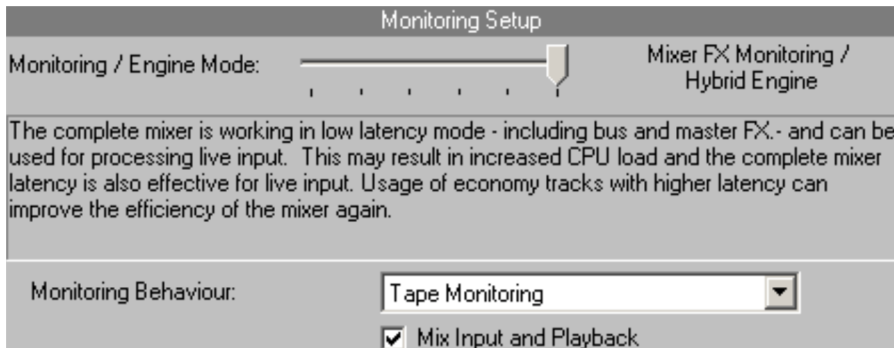 Monitoring Setup
Monitoring / Engine Mode:
Mixer FX Monitoring /
Hybrid Engine
The complete mixer is working in low latency mode - including bus and master FX.- and can be
used for processing live input.  This may result in increased CPU load and the complete mixer
latency is also effective for live input. Usage of economy tracks with higher latency can
improve the efficiency of the mixer again.
Monitoring Behaviour:
Tape Monitoring
Mix Input and Playback